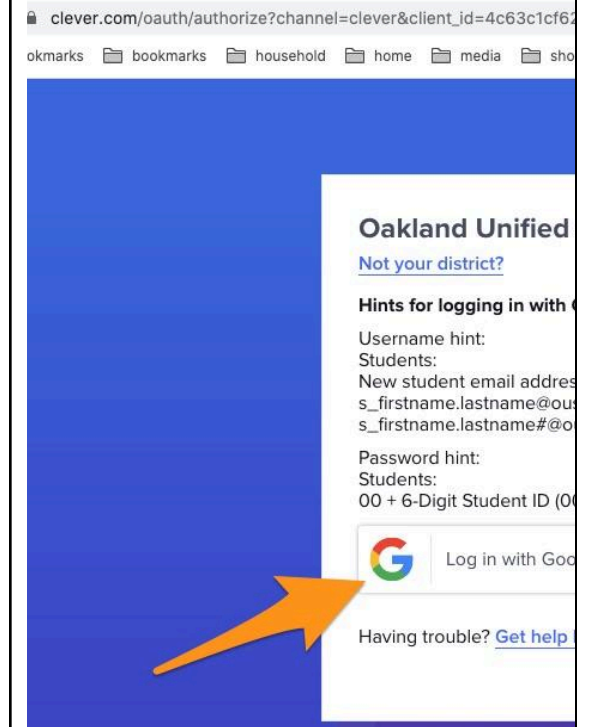 clever.com/oauth/authorize?channel=clever&client_id=4c63c1cf62
okmarks bookmarks household home media sho
Oakland Unified
Not your district?
Hints for logging in with
Username hint:
Students:
New student email addres
s_firstname.lastname@ous
s_firstname.lastname#@o
Password hint:
Students:
00 + 6-Digit Student ID (00
Log in with Goo
Having trouble? Get help